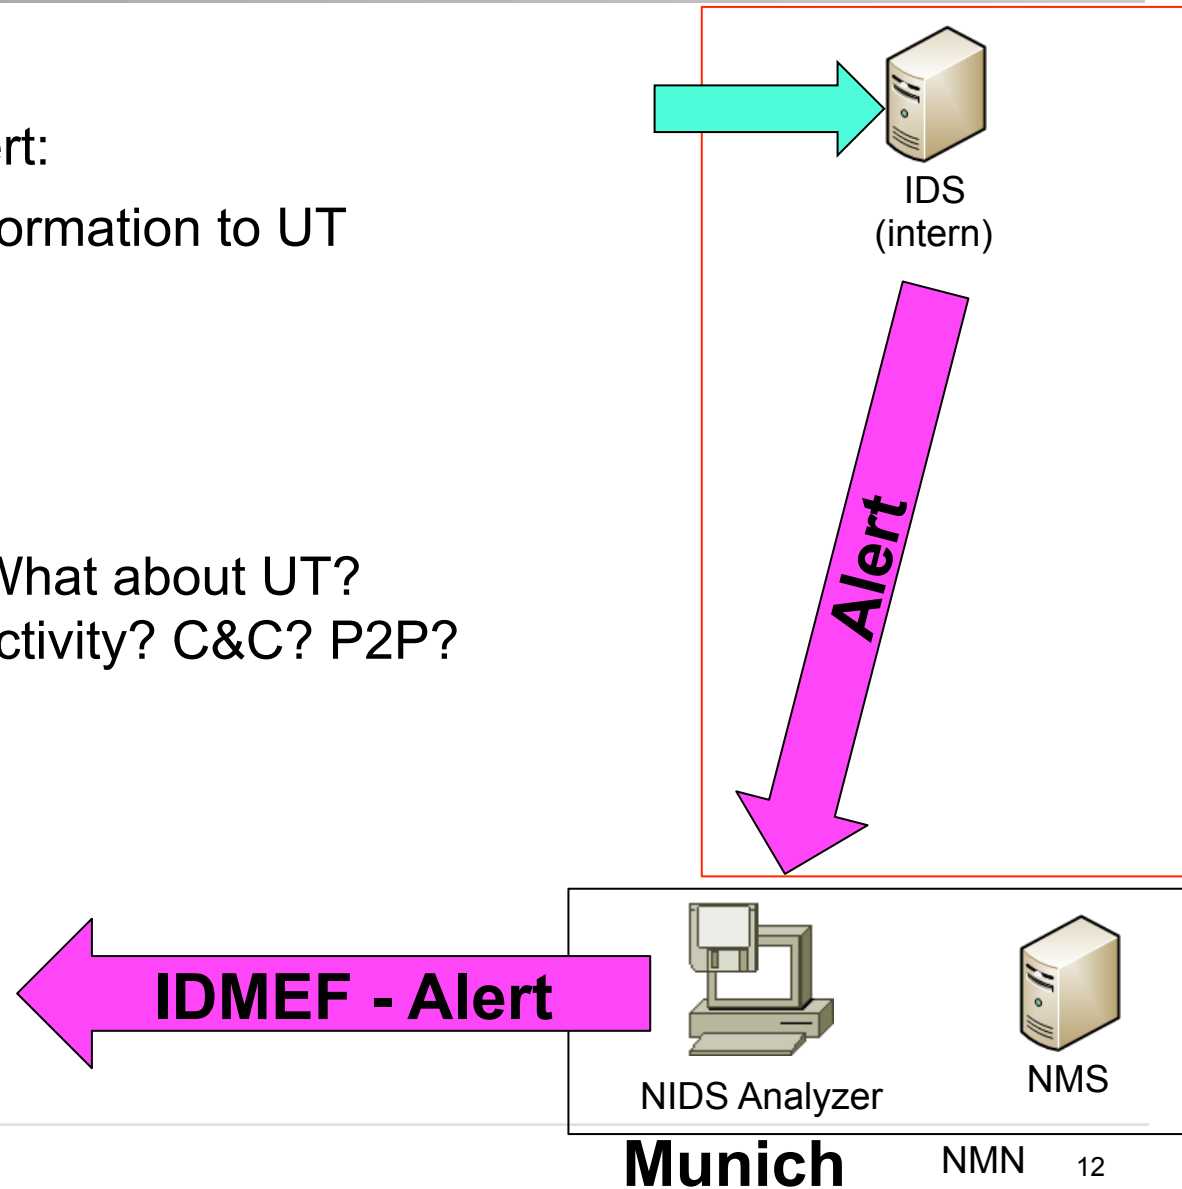 rt:
ormation to UT
What about UT?
ctivity? C&C? P2P?
IDS
(intern)
Alert
IDMEF - Alert
NIDS Analyzer
NMS
Munich
NMN
12